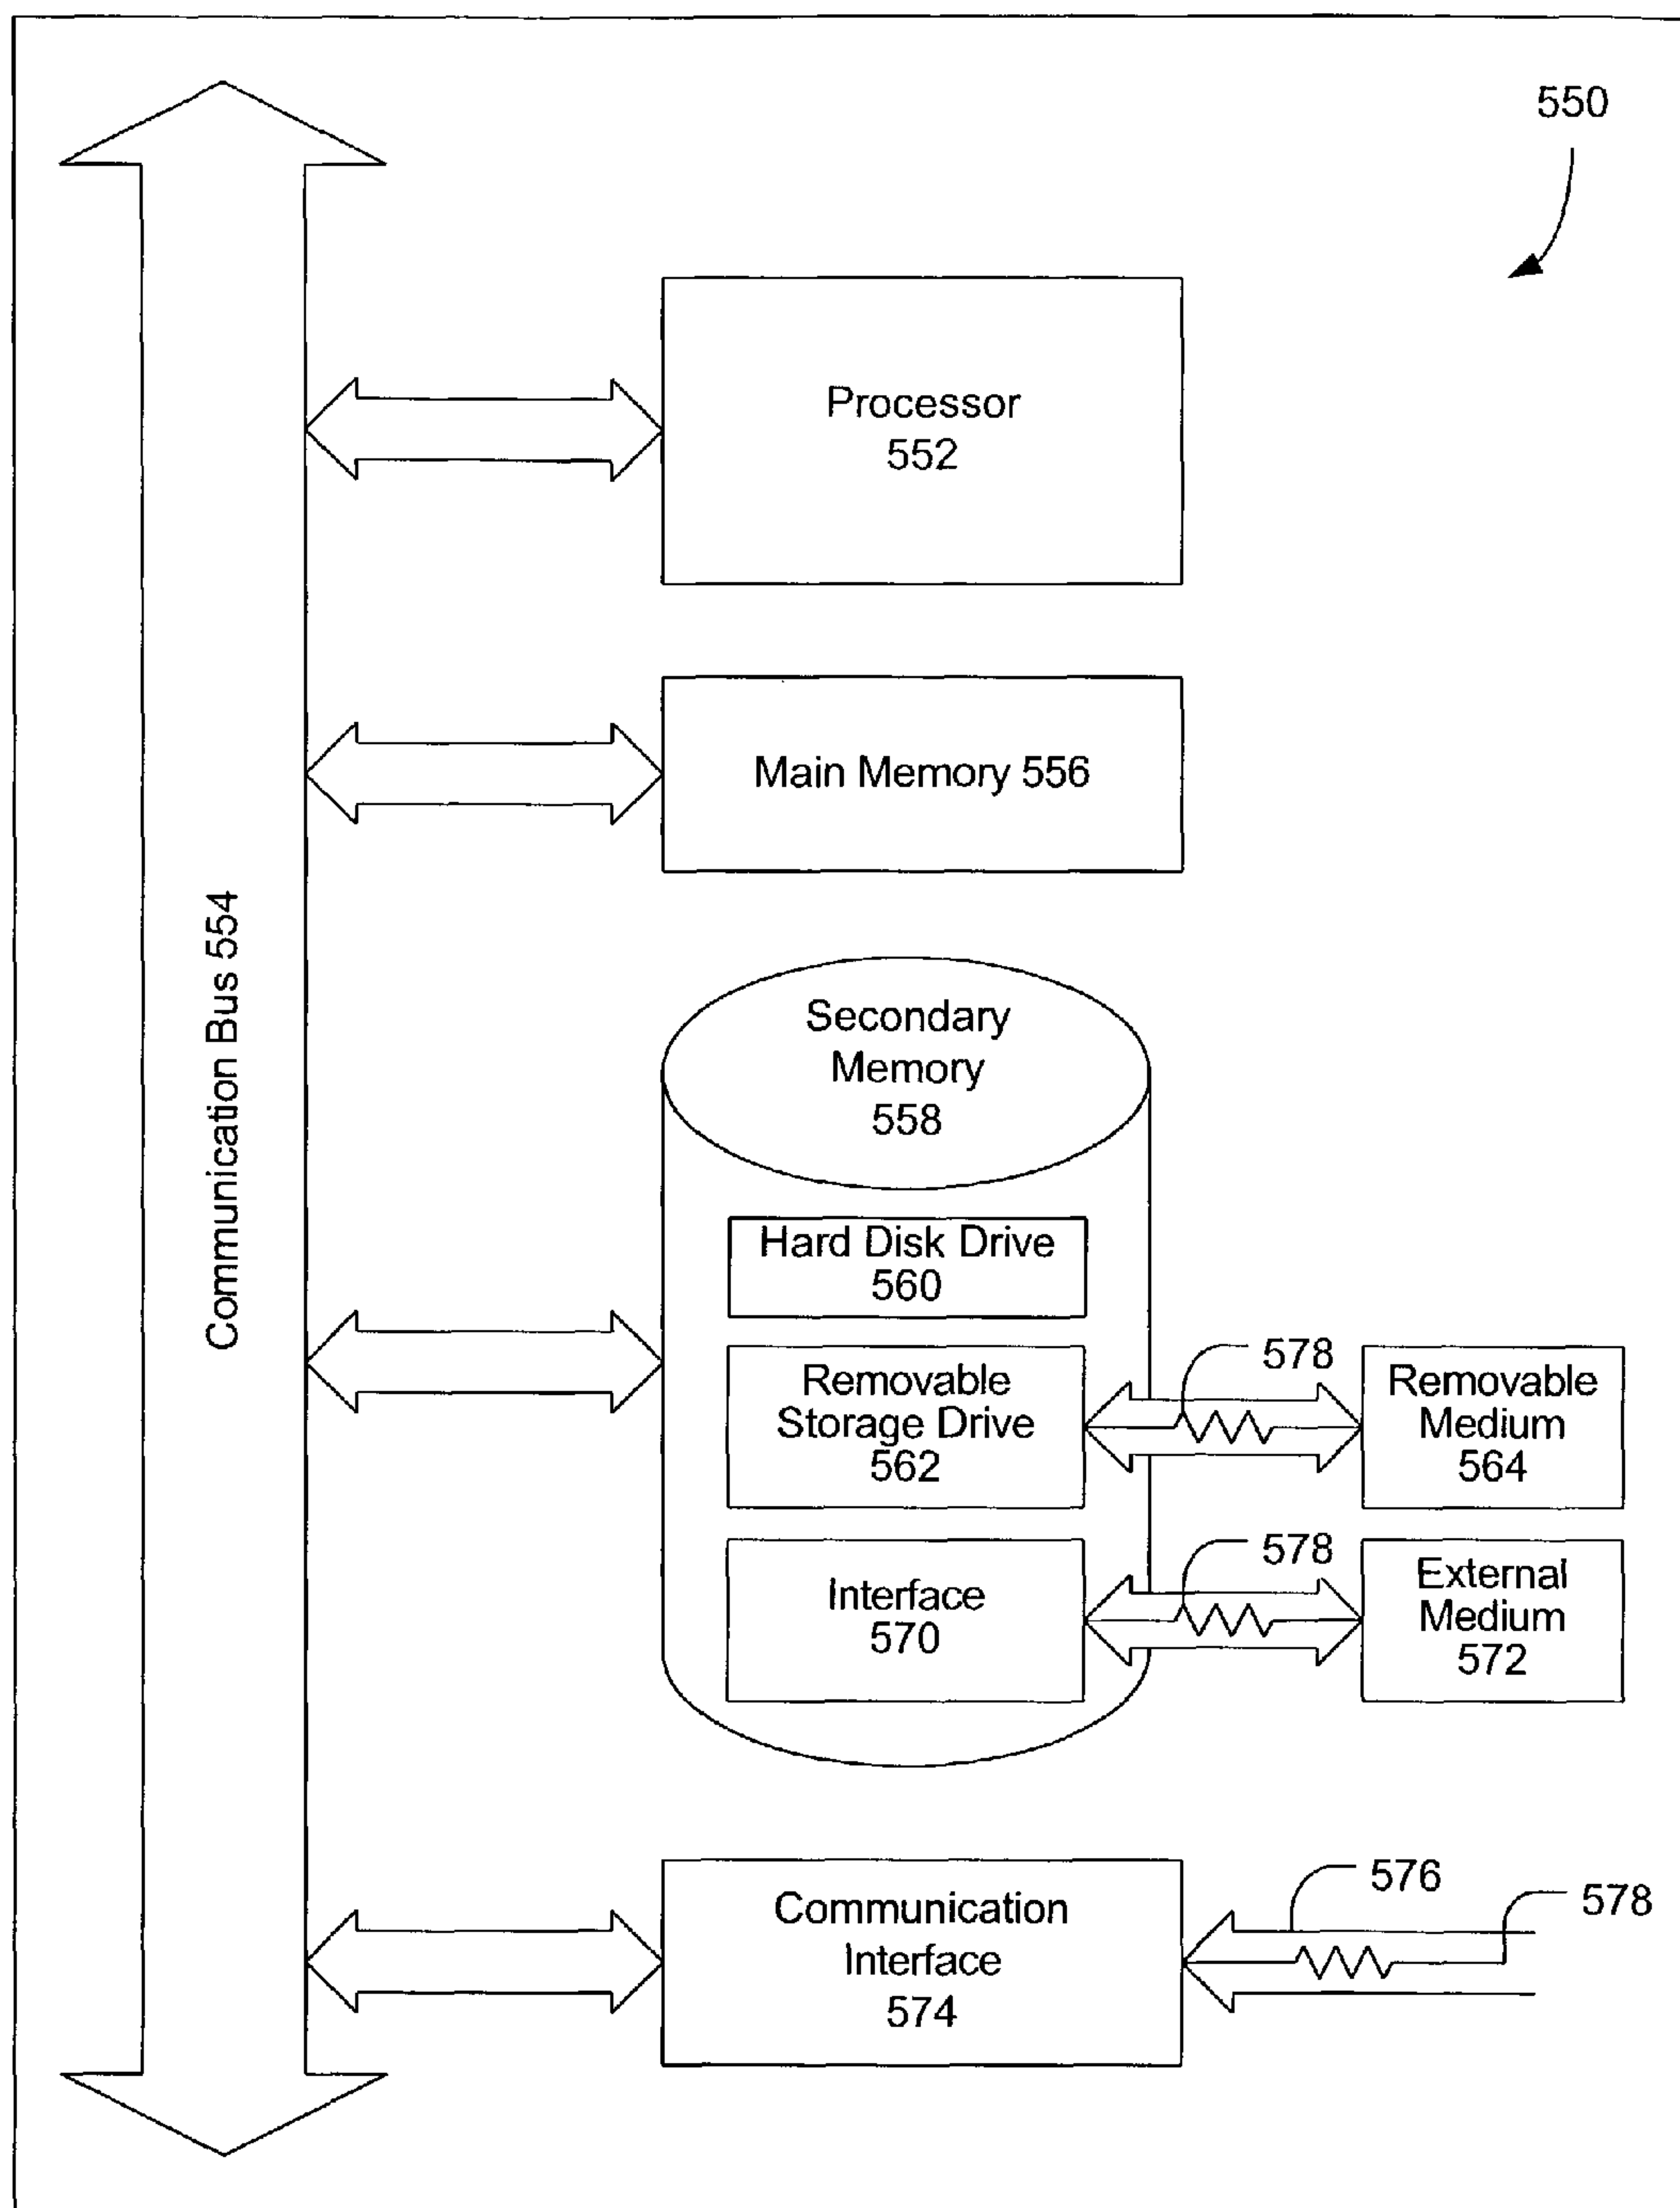 550
Processor
552
Main Memory 556
Communication Bus 554
Secondary
Memory
558
Hard Disk Drive
560
Removable
Storage Drive
562
578
Removable
Medium
564
Interface
570
578
External
Medium
572
Communication
Interface
574
576
578